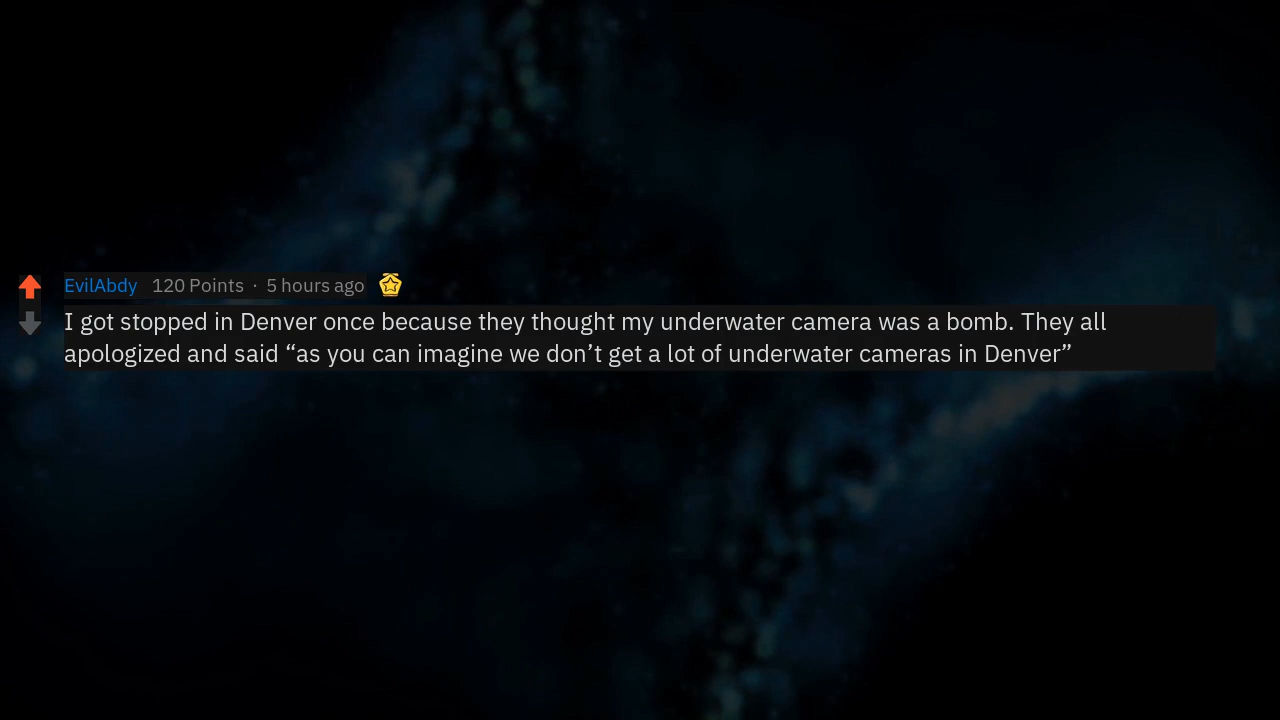 EvilAbdy 120 Points · 5 hours ago
I got stopped in Denver once because they thought my underwater camera was a bomb. They all
apologized and said “as you can imagine we don’t get a lot of underwater cameras in Denver”